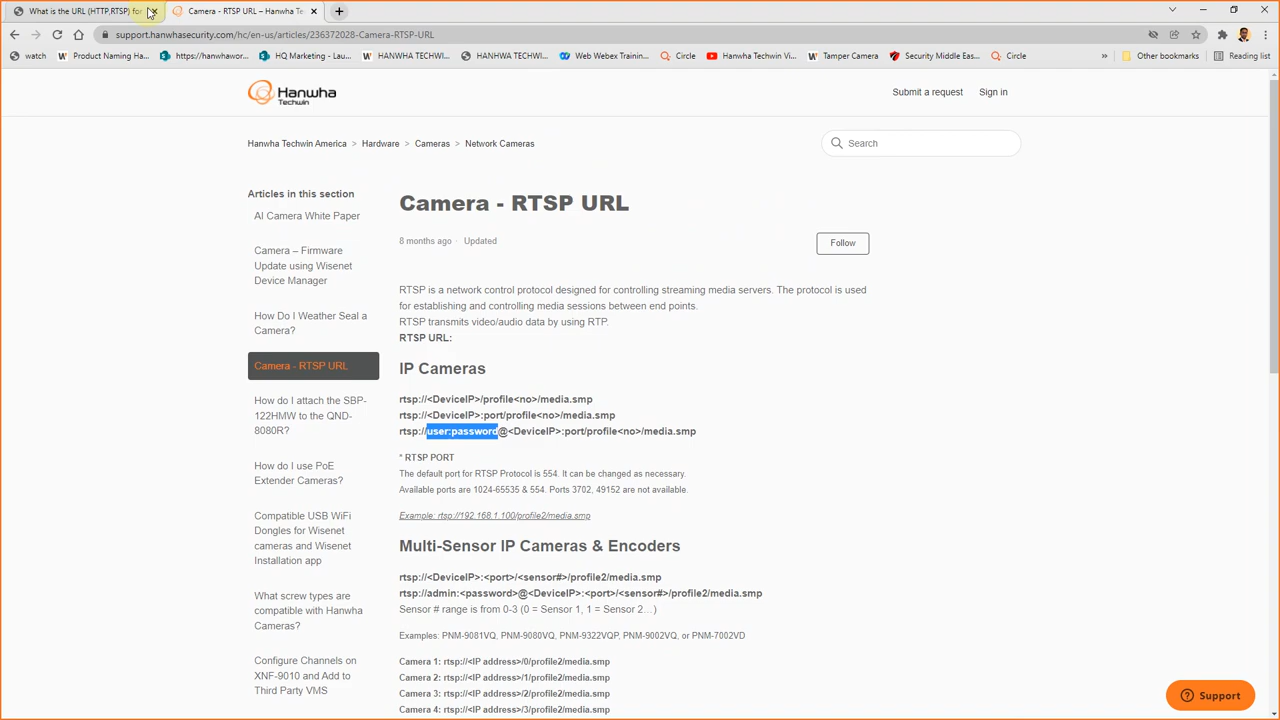 What is the URL (HTTP,RTSP) for
Camera - RTSP URL – Hanwha Te
support.hanwhasecurity.com/hc/en-us/articles/236372028-Camera-RTSP-URL
watch
Product Naming Ha...
https://hanwhawor...
HQ Marketing - Lau...
HANWHA TECHWI...
HANHWA TECHWI...
Web Webex Training...
Circle
Hanwha Techwin Vi...
Tamper Camera
Security Middle Eas...
Circle
»
Other bookmarks
Reading list
Hanwha
Techwin
Submit a request
Sign in
Hanwha Techwin America > Hardware > Cameras > Network Cameras
Search
Articles in this section
AI Camera White Paper
Camera – Firmware
Update using Wisenet
Device Manager
How Do I Weather Seal a
Camera?
Camera - RTSP URL
How do I attach the SBP-
122HMW to the QND-
8080R?
How do I use PoE
Extender Cameras?
Compatible USB WiFi
Dongles for Wisenet
cameras and Wisenet
Installation app
What screw types are
compatible with Hanwha
Cameras?
Configure Channels on
XNF-9010 and Add to
Third Party VMS
Camera - RTSP URL
8 months ago · Updated
Follow
RTSP is a network control protocol designed for controlling streaming media servers. The protocol is used
for establishing and controlling media sessions between end points.
RTSP transmits video/audio data by using RTP.
RTSP URL:
IP Cameras
rtsp://<DeviceIP>/profile<no>/media.smp
rtsp://<DeviceIP>:port/profile<no>/media.smp
rtsp://user:password@<DeviceIP>:port/profile<no>/media.smp
* RTSP PORT
The default port for RTSP Protocol is 554. It can be changed as necessary.
Available ports are 1024-65535 & 554. Ports 3702, 49152 are not available.
Example: rtsp://192.168.1.100/profile2/media.smp
Multi-Sensor IP Cameras & Encoders
rtsp://<DeviceIP>:<port>/<sensor#>/profile2/media.smp
rtsp://admin:<password>@<DeviceIP>:<port>/<sensor#>/profile2/media.smp
Sensor # range is from 0-3 (0 = Sensor 1, 1 = Sensor 2…)
Examples: PNM-9081VQ, PNM-9080VQ, PNM-9322VQP, PNM-9002VQ, or PNM-7002VD
Camera 1: rtsp://<IP address>/0/profile2/media.smp
Camera 2: rtsp://<IP address>/1/profile2/media.smp
Camera 3: rtsp://<IP address>/2/profile2/media.smp
Camera 4: rtsp://<IP address>/3/profile2/media.smp
Support